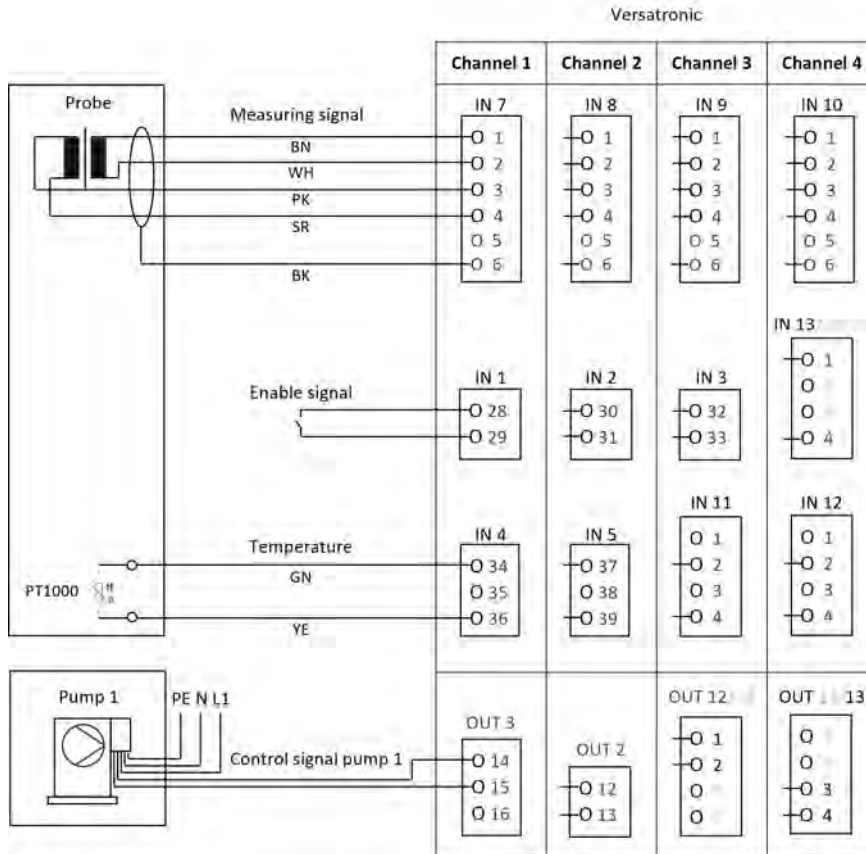 Versatronic
Channel 1 Channel 2 Channel 3 Channel 4
Probe
Measuring signal
IN 7 IN 8 IN 9 IN 10
BN
1 1 1 1
WH
2 2 2 2
PK
3 3 3 3
SR
4 4 4 4
5 5 5 5
BK
6 6 6 6
IN 13
1
4
Enable signal
IN 1 IN 2 IN 3
28 30 32
29 31 33
IN 11 IN 12
1 1
2 2
3 3
4 4
Temperature
IN 4 IN 5
GN
34 37
PT1000
35 38
YE
36 39
Pump 1
PE N L1
Control signal pump 1
OUT 3
14
15
16
OUT 2
12
13
OUT 12
1
2
OUT 13
3
4